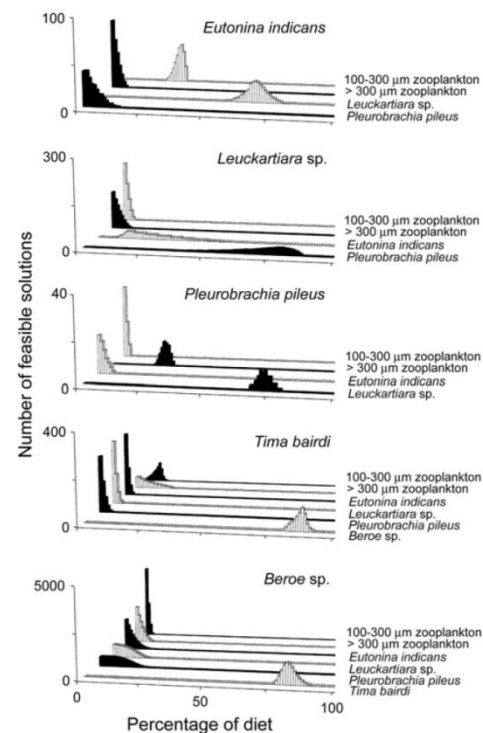 Number of feasible solutions
100
0
Eutonina indicans
100-300 µm zooplankton
> 300 µm zooplankton
Leuckartiara sp.
Pleurobrachia pileus
300
0
Leuckartiara sp.
100-300 µm zooplankton
> 300 µm zooplankton
Eutonina indicans
Pleurobrachia pileus
40
0
Pleurobrachia pileus
100-300 µm zooplankton
> 300 µm zooplankton
Eutonina indicans
Leuckartiara sp.
400
0
Tima bairdi
100-300 µm zooplankton
> 300 µm zooplankton
Eutonina indicans
Leuckartiara sp.
Pleurobrachia pileus
Beroe sp.
5000
0
Beroe sp.
100-300 µm zooplankton
> 300 µm zooplankton
Eutonina indicans
Leuckartiara sp.
Pleurobrachia pileus
Tima bairdi
0 50 100
Percentage of diet